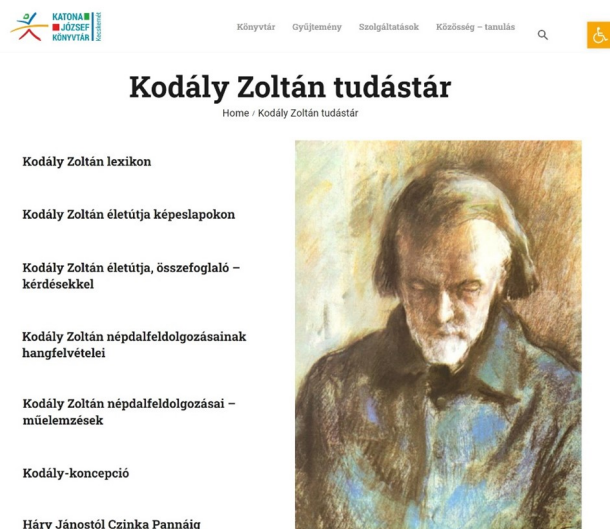 KATONA
JÓZSEF
KÖNYVTÁR
Kecskemét
Könyvtár Gyűjtemény Szolgáltatások Közösség – tanulás
Kodály Zoltán tudástár
Home / Kodály Zoltán tudástár
Kodály Zoltán lexikon
Kodály Zoltán életútja képeslapokon
Kodály Zoltán életútja, összefoglaló –
kérdésekkel
Kodály Zoltán népdalfeldolgozásainak
hangfelvételei
Kodály Zoltán népdalfeldolgozásai –
műelemzések
Kodály-koncepció
Háry Jánostól Czinka Pannáig